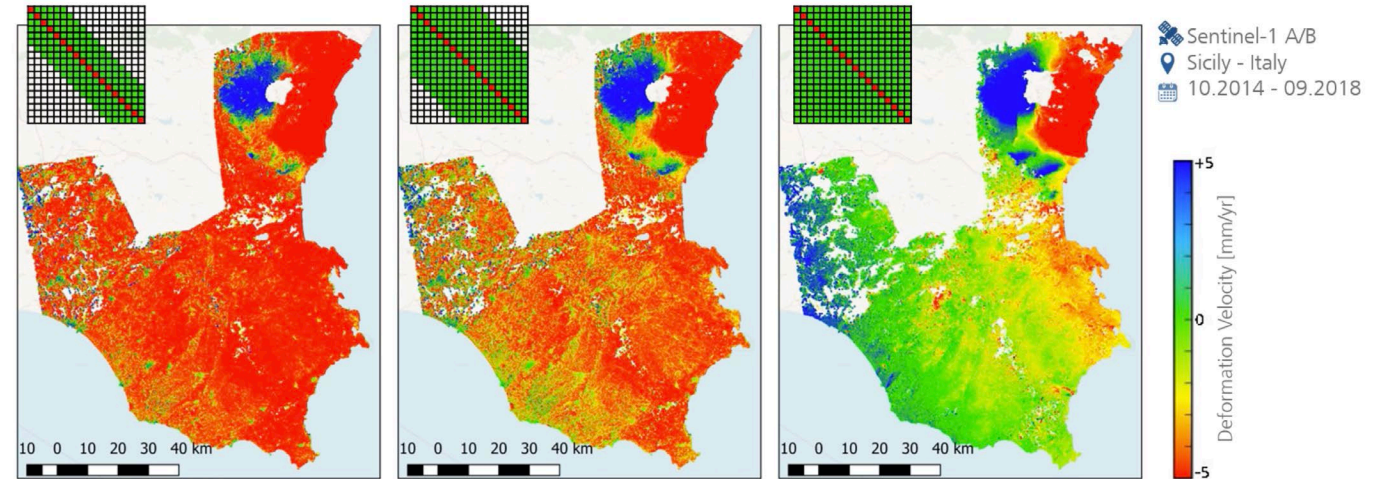 Sentinel-1 A/B
Sicily - Italy
10.2014 - 09.2018
+5
0
-5
Deformation Velocity [mm/yr]
10 0 10 20 30 40 km
10 0 10 20 30 40 km
10 0 10 20 30 40 km